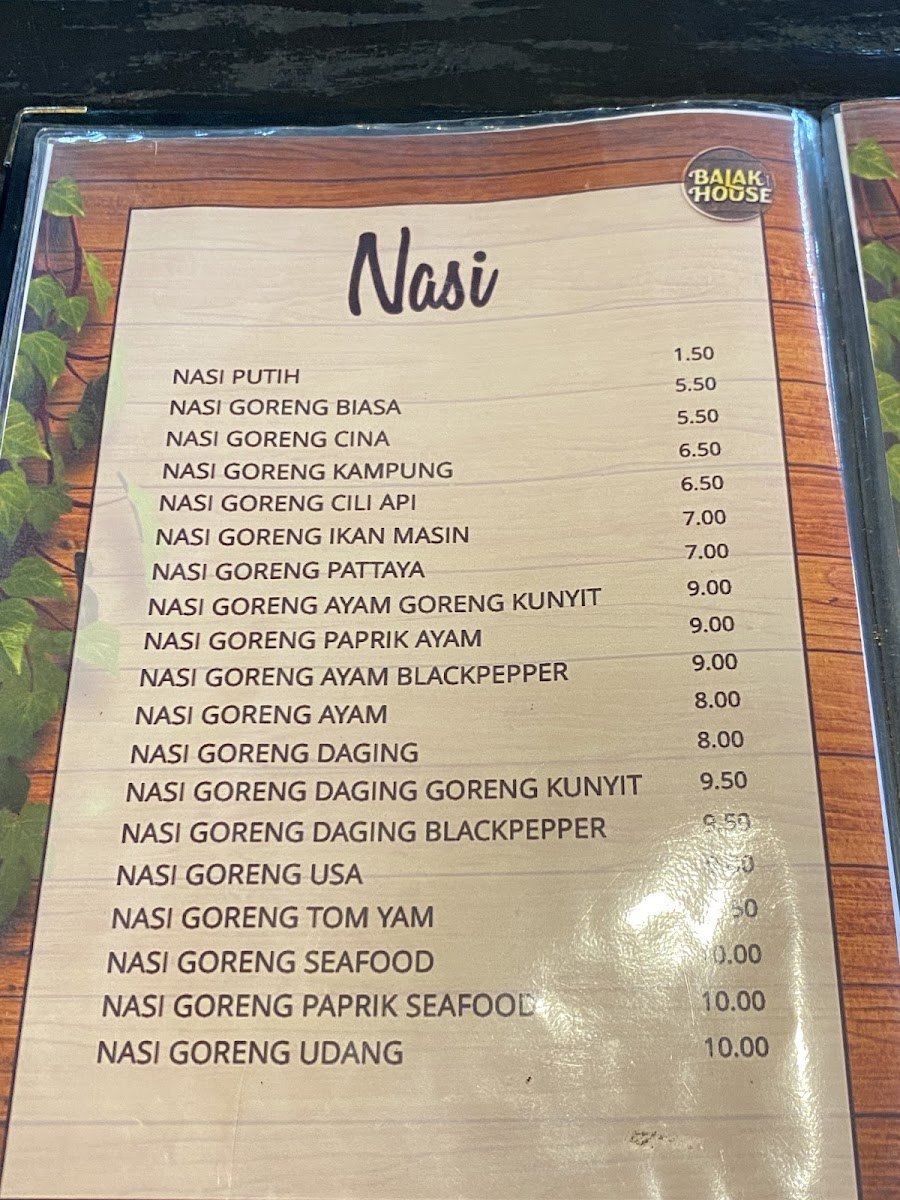 BALAK
HOUSE
Nasi
NASI PUTIH 1.50
NASI GORENG BIASA 5.50
NASI GORENG CINA 5.50
NASI GORENG KAMPUNG 6.50
NASI GORENG CILI API 6.50
NASI GORENG IKAN MASIN 7.00
NASI GORENG PATTAYA 7.00
NASI GORENG AYAM GORENG KUNYIT 9.00
NASI GORENG PAPRIK AYAM 9.00
NASI GORENG AYAM BLACKPEPPER 9.00
NASI GORENG AYAM 8.00
NASI GORENG DAGING 8.00
NASI GORENG DAGING GORENG KUNYIT 9.50
NASI GORENG DAGING BLACKPEPPER 9.50
NASI GORENG USA
NASI GORENG TOM YAM
NASI GORENG SEAFOOD 10.00
NASI GORENG PAPRIK SEAFOOD 10.00
NASI GORENG UDANG 10.00